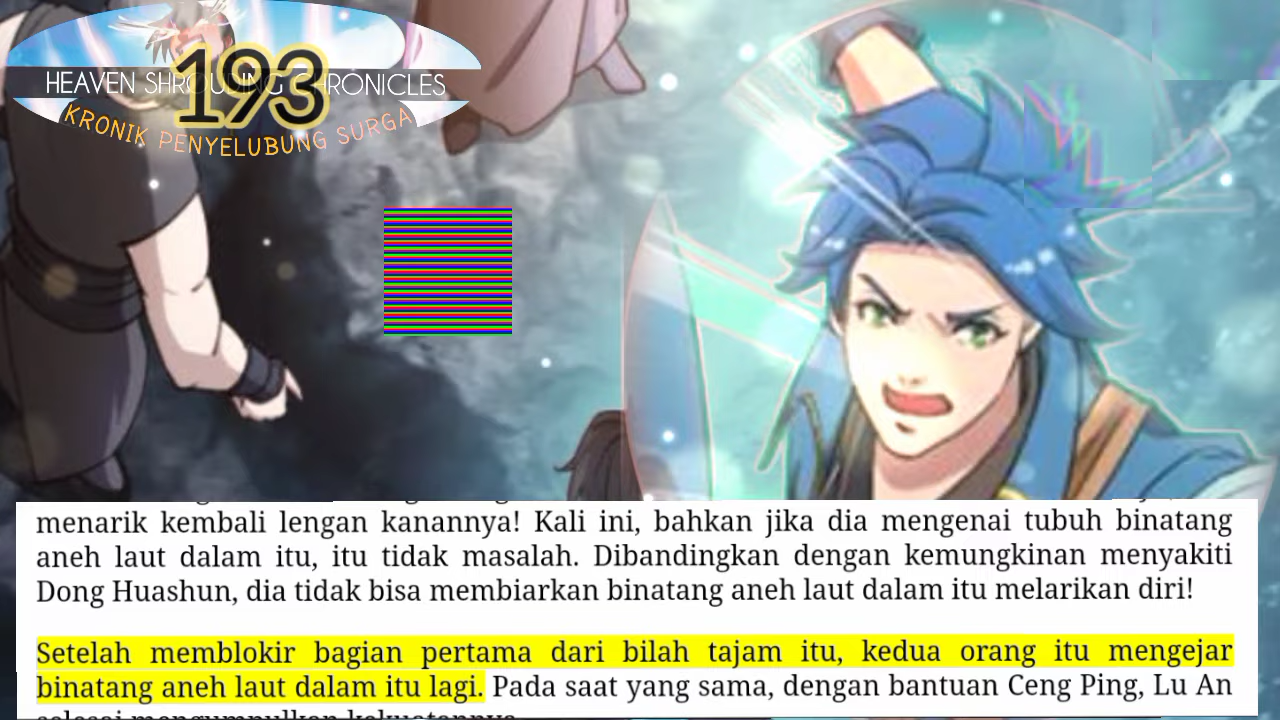 193
HEAVEN SHROUDING CHRONICLES
KRONIK PENYELUBUNG SURGA
menarik kembali lengan kanannya! Kali ini, bahkan jika dia mengenai tubuh binatang
aneh laut dalam itu, itu tidak masalah. Dibandingkan dengan kemungkinan menyakiti
Dong Huashun, dia tidak bisa membiarkan binatang aneh laut dalam itu melarikan diri!
Setelah memblokir bagian pertama dari bilah tajam itu, kedua orang itu mengejar
binatang aneh laut dalam itu lagi. Pada saat yang sama, dengan bantuan Ceng Ping, Lu An